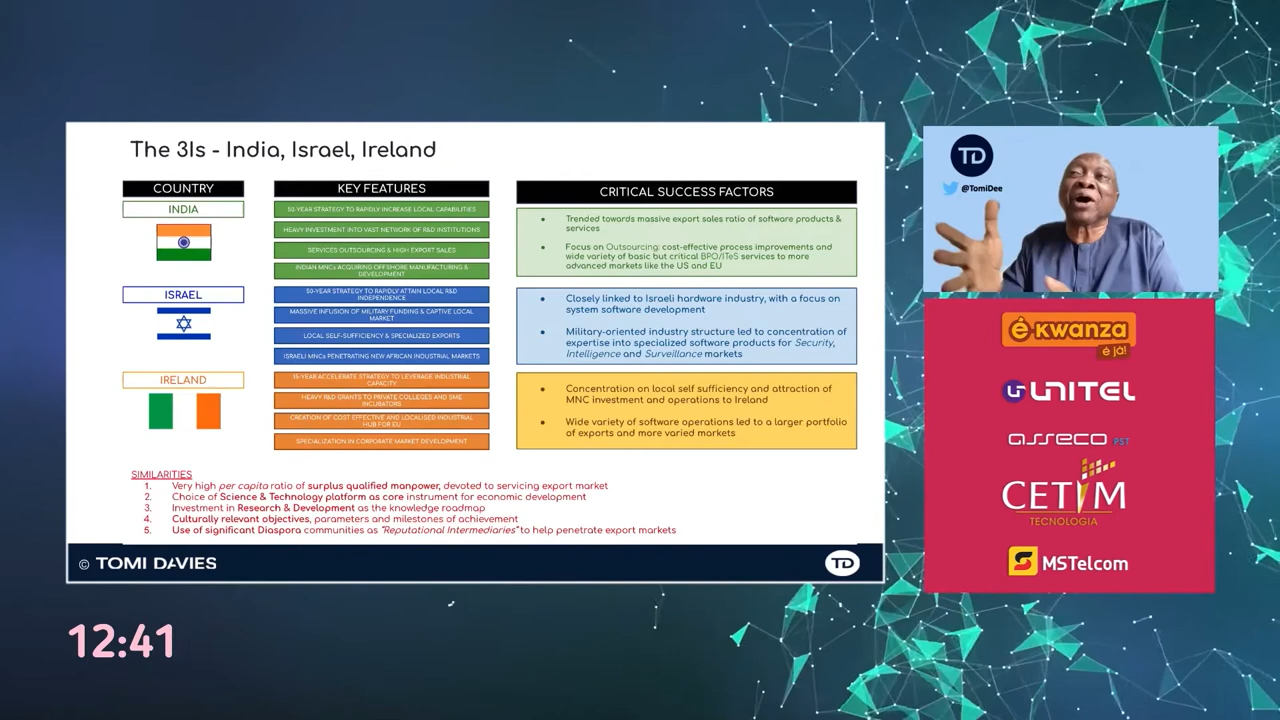 The 3Is - India, Israel, Ireland
COUNTRY
KEY FEATURES
CRITICAL SUCCESS FACTORS
INDIA
50-YEAR STRATEGY TO RAPIDLY INCREASE LOCAL CAPABILITIES
HEAVY INVESTMENT INTO VAST NETWORK OF R&D INSTITUTIONS
SERVICES OUTSOURCING & HIGH EXPORT SALES
INDIAN MNCs ACQUIRING OFFSHORE MANUFACTURING &
DEVELOPMENT
Trended towards massive export sales ratio of software products &
services
Focus on Outsourcing: cost-effective process improvements and
wide variety of basic but critical BPO/ITeS services to more
advanced markets like the US and EU
ISRAEL
50-YEAR STRATEGY TO RAPIDLY ATTAIN LOCAL R&D
INDEPENDENCE
MASSIVE INFUSION OF MILITARY FUNDING & CAPTIVE LOCAL
MARKET
LOCAL SELF-SUFFICIENCY & SPECIALIZED EXPORTS
ISRAELI MNCs PENETRATING NEW AFRICAN INDUSTRIAL MARKETS
Closely linked to Israeli hardware industry, with a focus on
system software development
Military-oriented industry structure led to concentration of
expertise into specialized software products for Security,
Intelligence and Surveillance markets
IRELAND
15-YEAR ACCELERATE STRATEGY TO LEVERAGE INDUSTRIAL
CAPACITY
HEAVY R&D GRANTS TO PRIVATE COLLEGES AND SME
INCUBATORS
CREATION OF COST EFFECTIVE AND LOCALISED INDUSTRIAL
HUB FOR EU
SPECIALIZATION IN CORPORATE MARKET DEVELOPMENT
Concentration on local self sufficiency and attraction of
MNC investment and operations to Ireland
Wide variety of software operations led to a larger portfolio
of exports and more varied markets
SIMILARITIES
1. Very high per capita ratio of surplus qualified manpower, devoted to servicing export market
2. Choice of Science & Technology platform as core instrument for economic development
3. Investment in Research & Development as the knowledge roadmap
4. Culturally relevant objectives, parameters and milestones of achievement
5. Use of significant Diaspora communities as "Reputational Intermediaries" to help penetrate export markets
© TOMI DAVIES
TD
12:41
TD
@TomiDee
é-kwanza
é já!
UNITEL
asseco PST
CETIM
TECNOLOGIA
MSTelcom